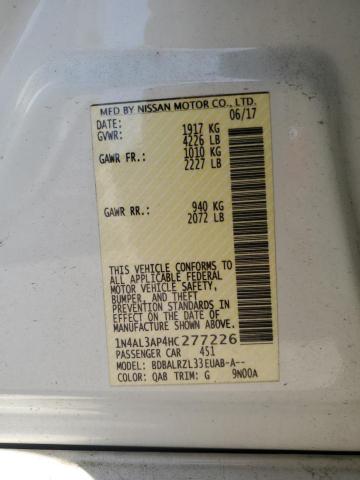 MFD BY NISSAN MOTOR CO., LTD.
DATE: 06/17
GVWR: 1917 KG
4226 LB
GAWR FR.: 1010 KG
2227 LB
GAWR RR.: 940 KG
2072 LB
THIS VEHICLE CONFORMS TO
ALL APPLICABLE FEDERAL
MOTOR VEHICLE SAFETY,
BUMPER, AND THEFT
PREVENTION STANDARDS IN
EFFECT ON THE DATE OF
MANUFACTURE SHOWN ABOVE.
1N4AL3AP4HC277226
PASSENGER CAR 451
MODEL: BDBALRZL33EUAB-A--
COLOR: QAB TRIM: G 9N00A